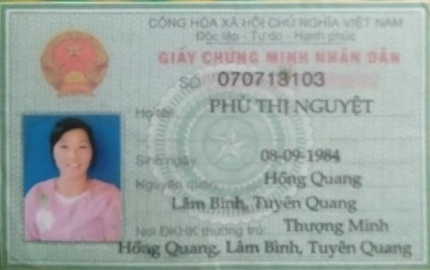 CỘNG HÒA XÃ HỘI CHỦ NGHĨA VIỆT NAM
Độc lập - Tự do - Hạnh phúc
GIẤY CHỨNG MINH NHÂN DÂN
SỐ 070713103
Họ tên: PHÙ THỊ NGUYỆT
Sinh ngày: 08-09-1984
Nguyên quán: Hồng Quang
Lâm Bình, Tuyên Quang
Nơi ĐKHK thường trú: Thượng Minh
Hồng Quang, Lâm Bình, Tuyên Quang